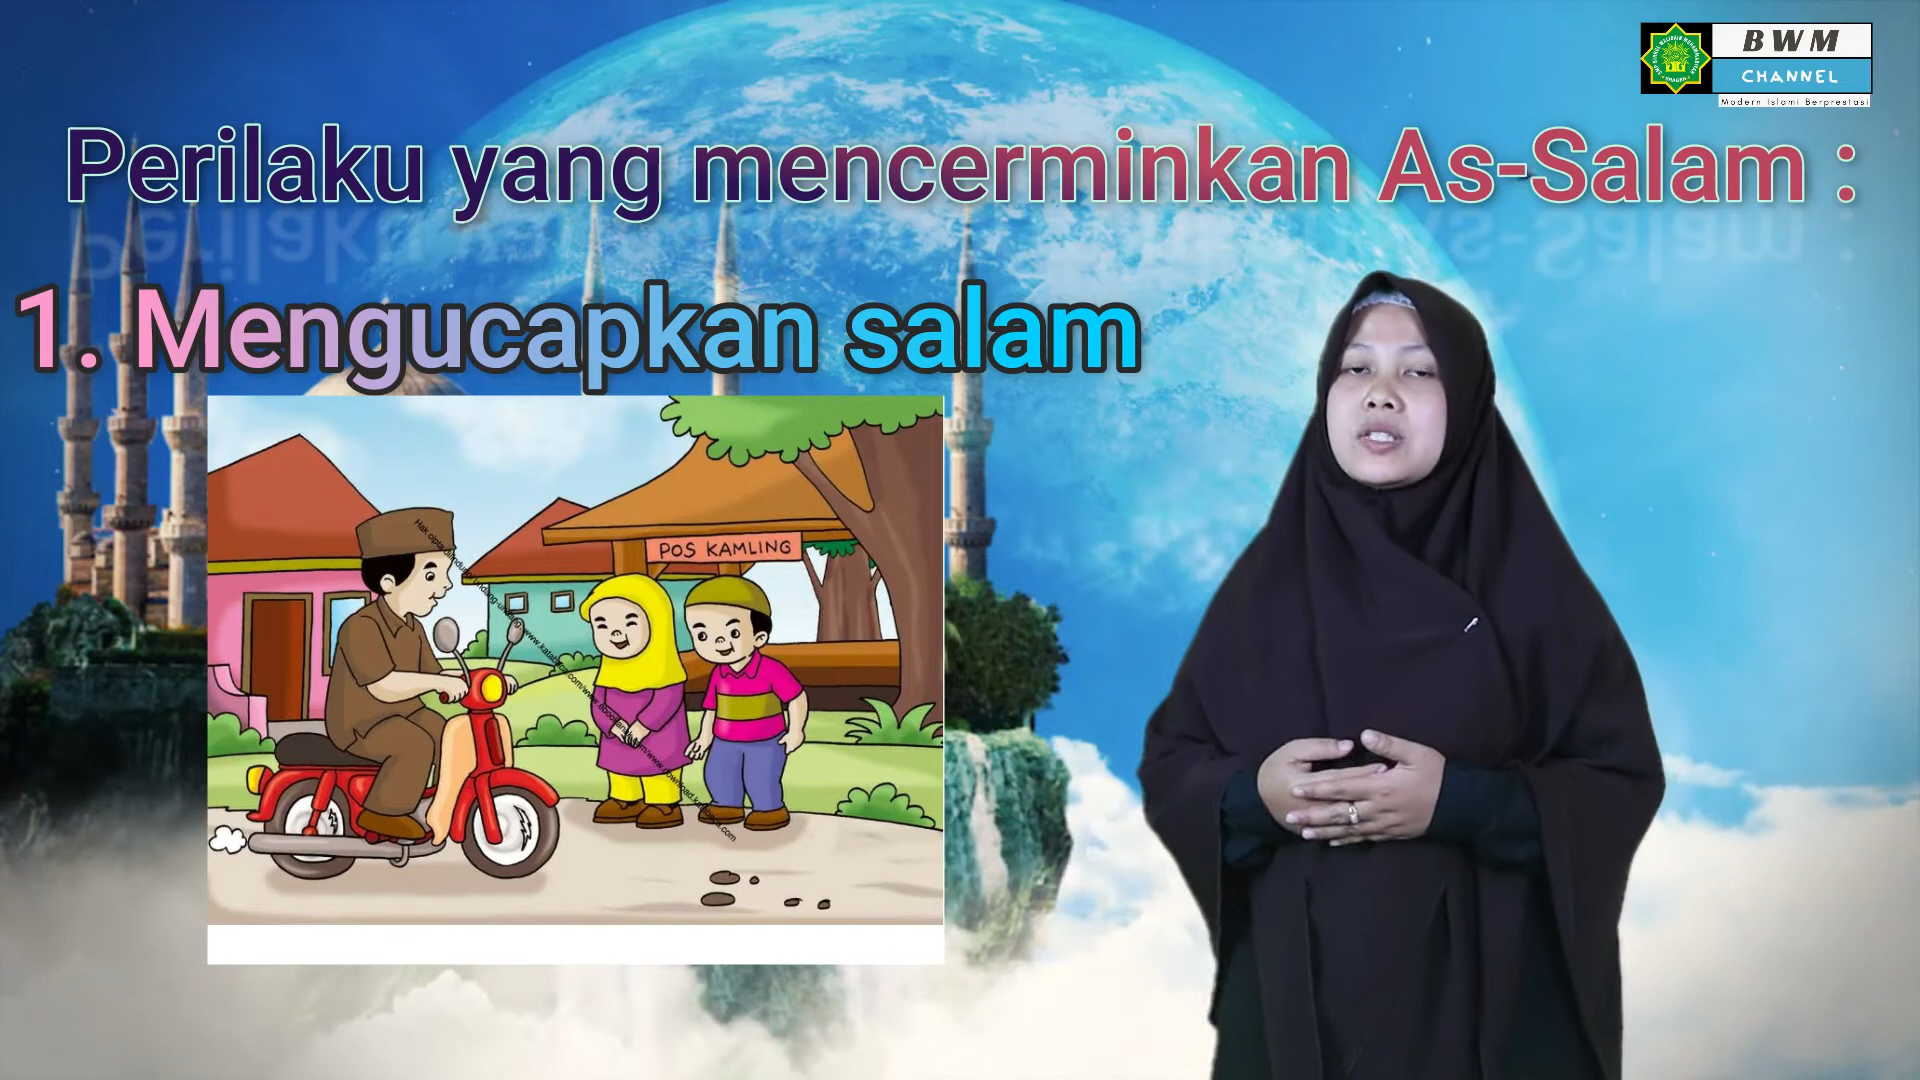 BWM
CHANNEL
Modern Islami Berprestasi
Perilaku yang mencerminkan As-Salam :
1. Mengucapkan salam
POS KAMLING